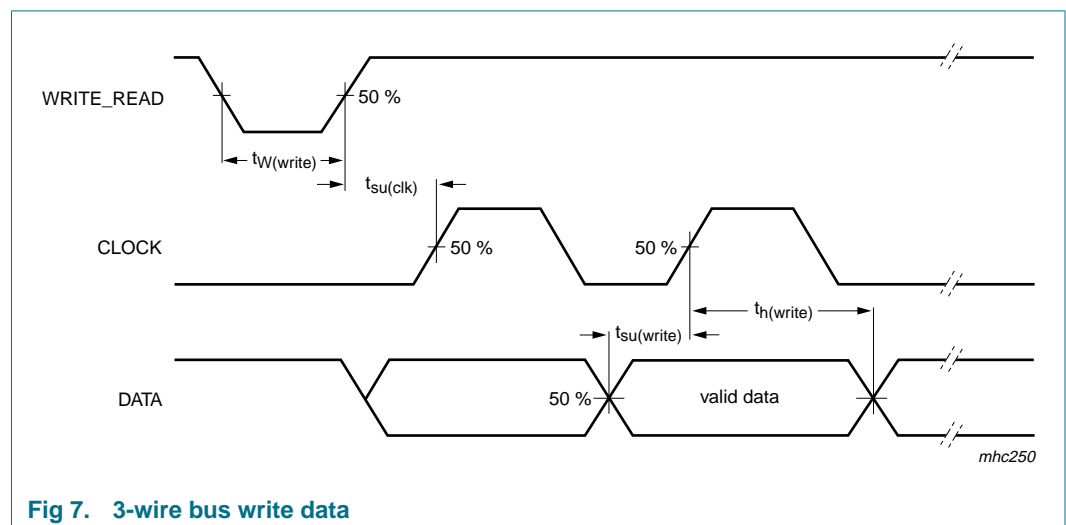 WRITE_READ
50 %
tW(write)
tsu(clk)
CLOCK
50 %
50 %
th(write)
tsu(write)
DATA
50 %
valid data
mhc250
Fig 7. 3-wire bus write data